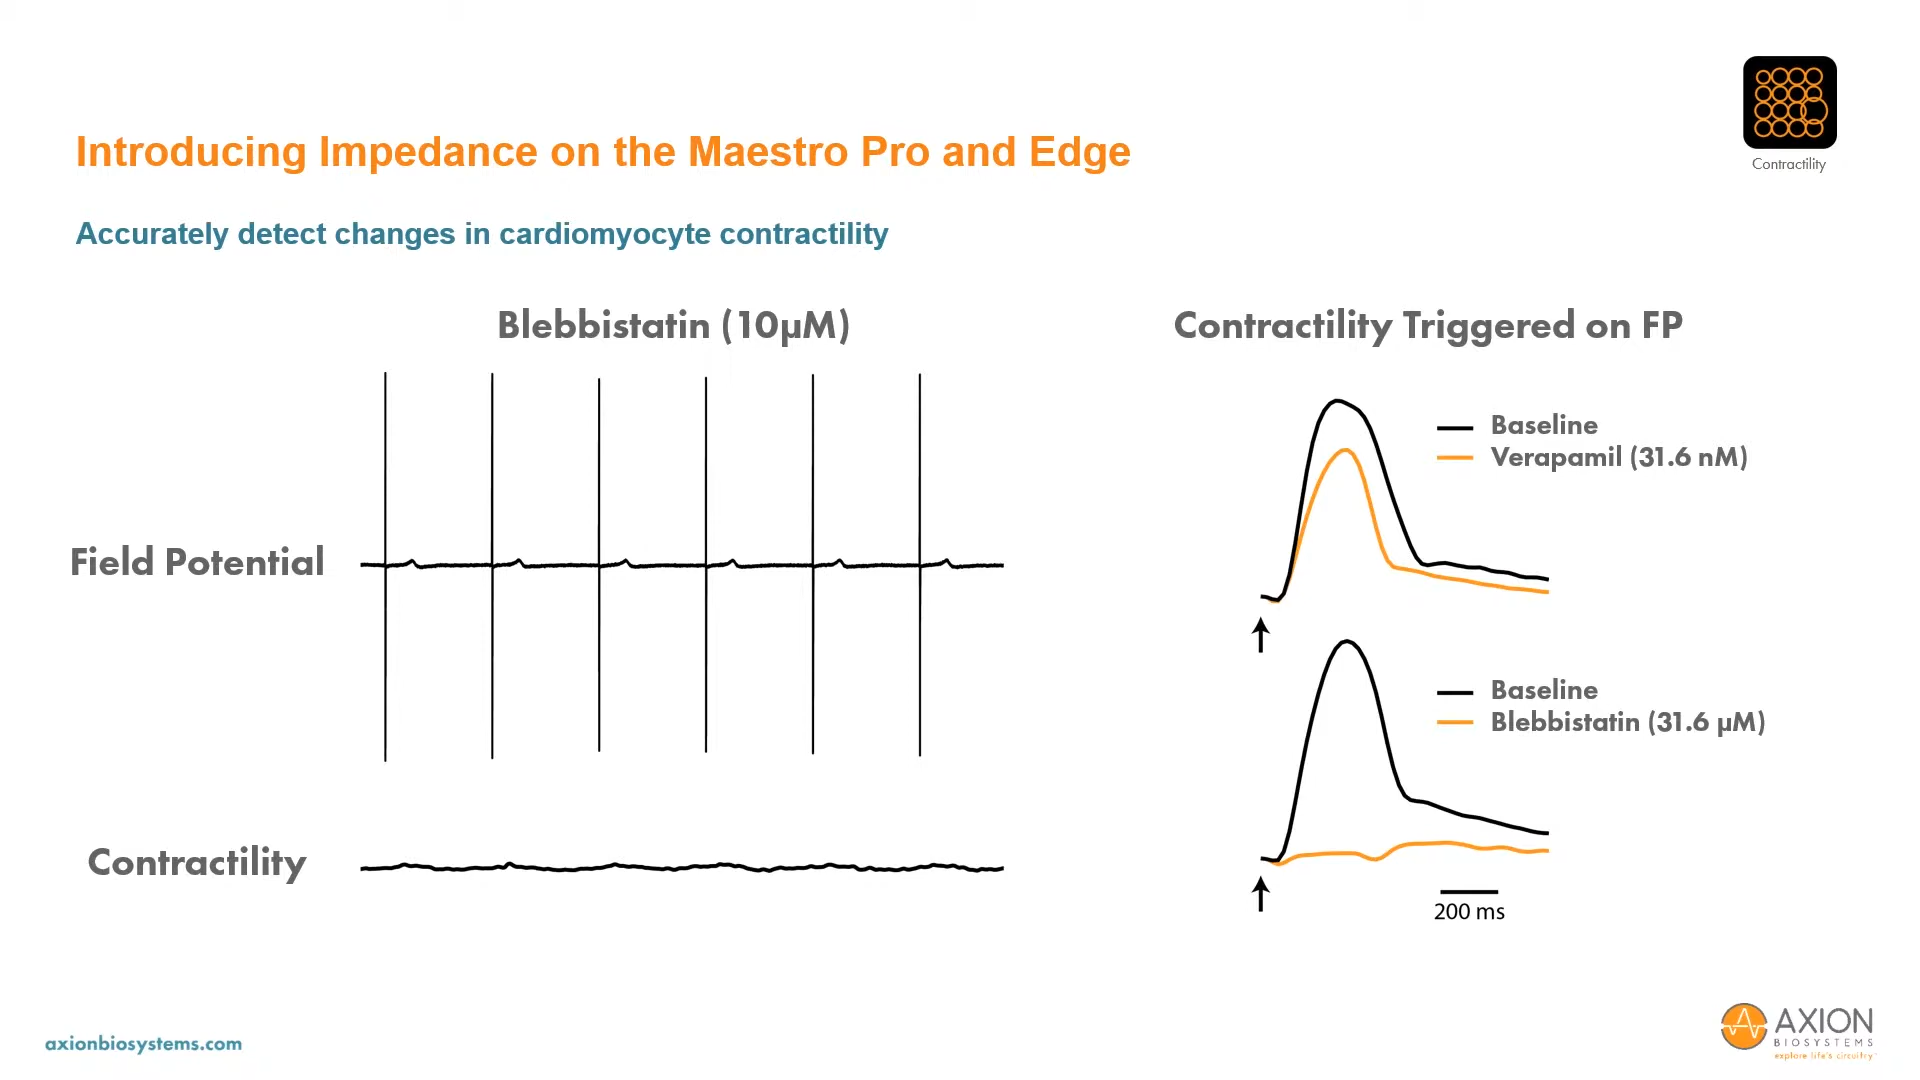 Contractility
Introducing Impedance on the Maestro Pro and Edge
Accurately detect changes in cardiomyocyte contractility
Blebbistatin (10µM)
Field Potential
Contractility
Contractility Triggered on FP
Baseline
Verapamil (31.6 nM)
Baseline
Blebbistatin (31.6 µM)
200 ms
axionbiosystems.com
AXION
BIOSYSTEMS
explore life's circuitry